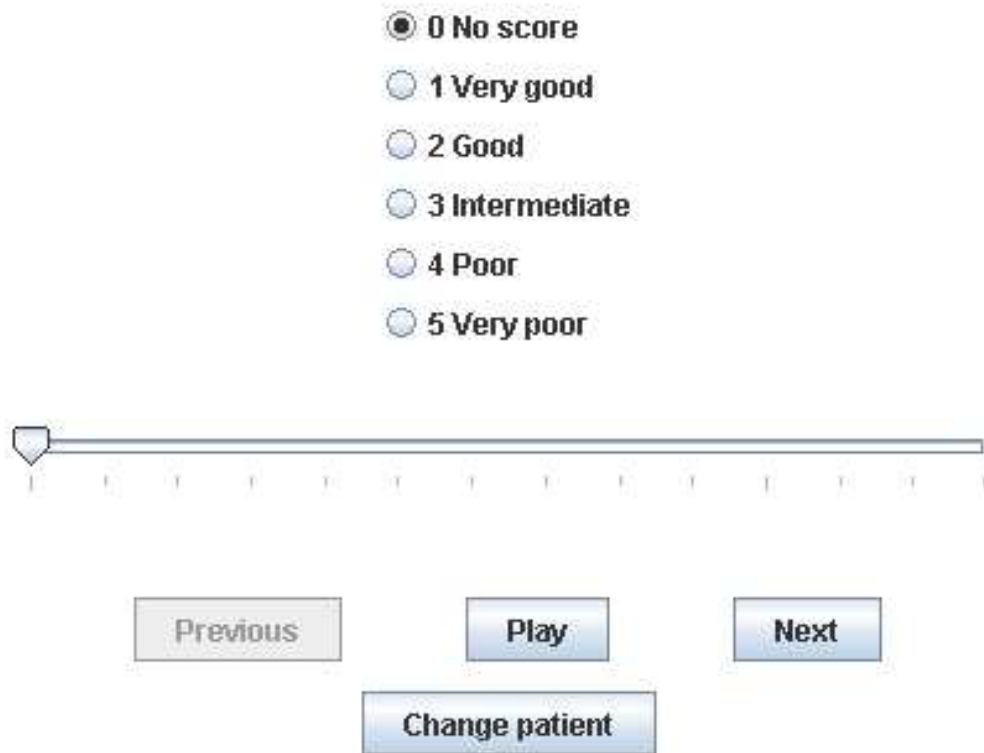 0 No score
1 Very good
2 Good
3 Intermediate
4 Poor
5 Very poor
Previous Play Next
Change patient